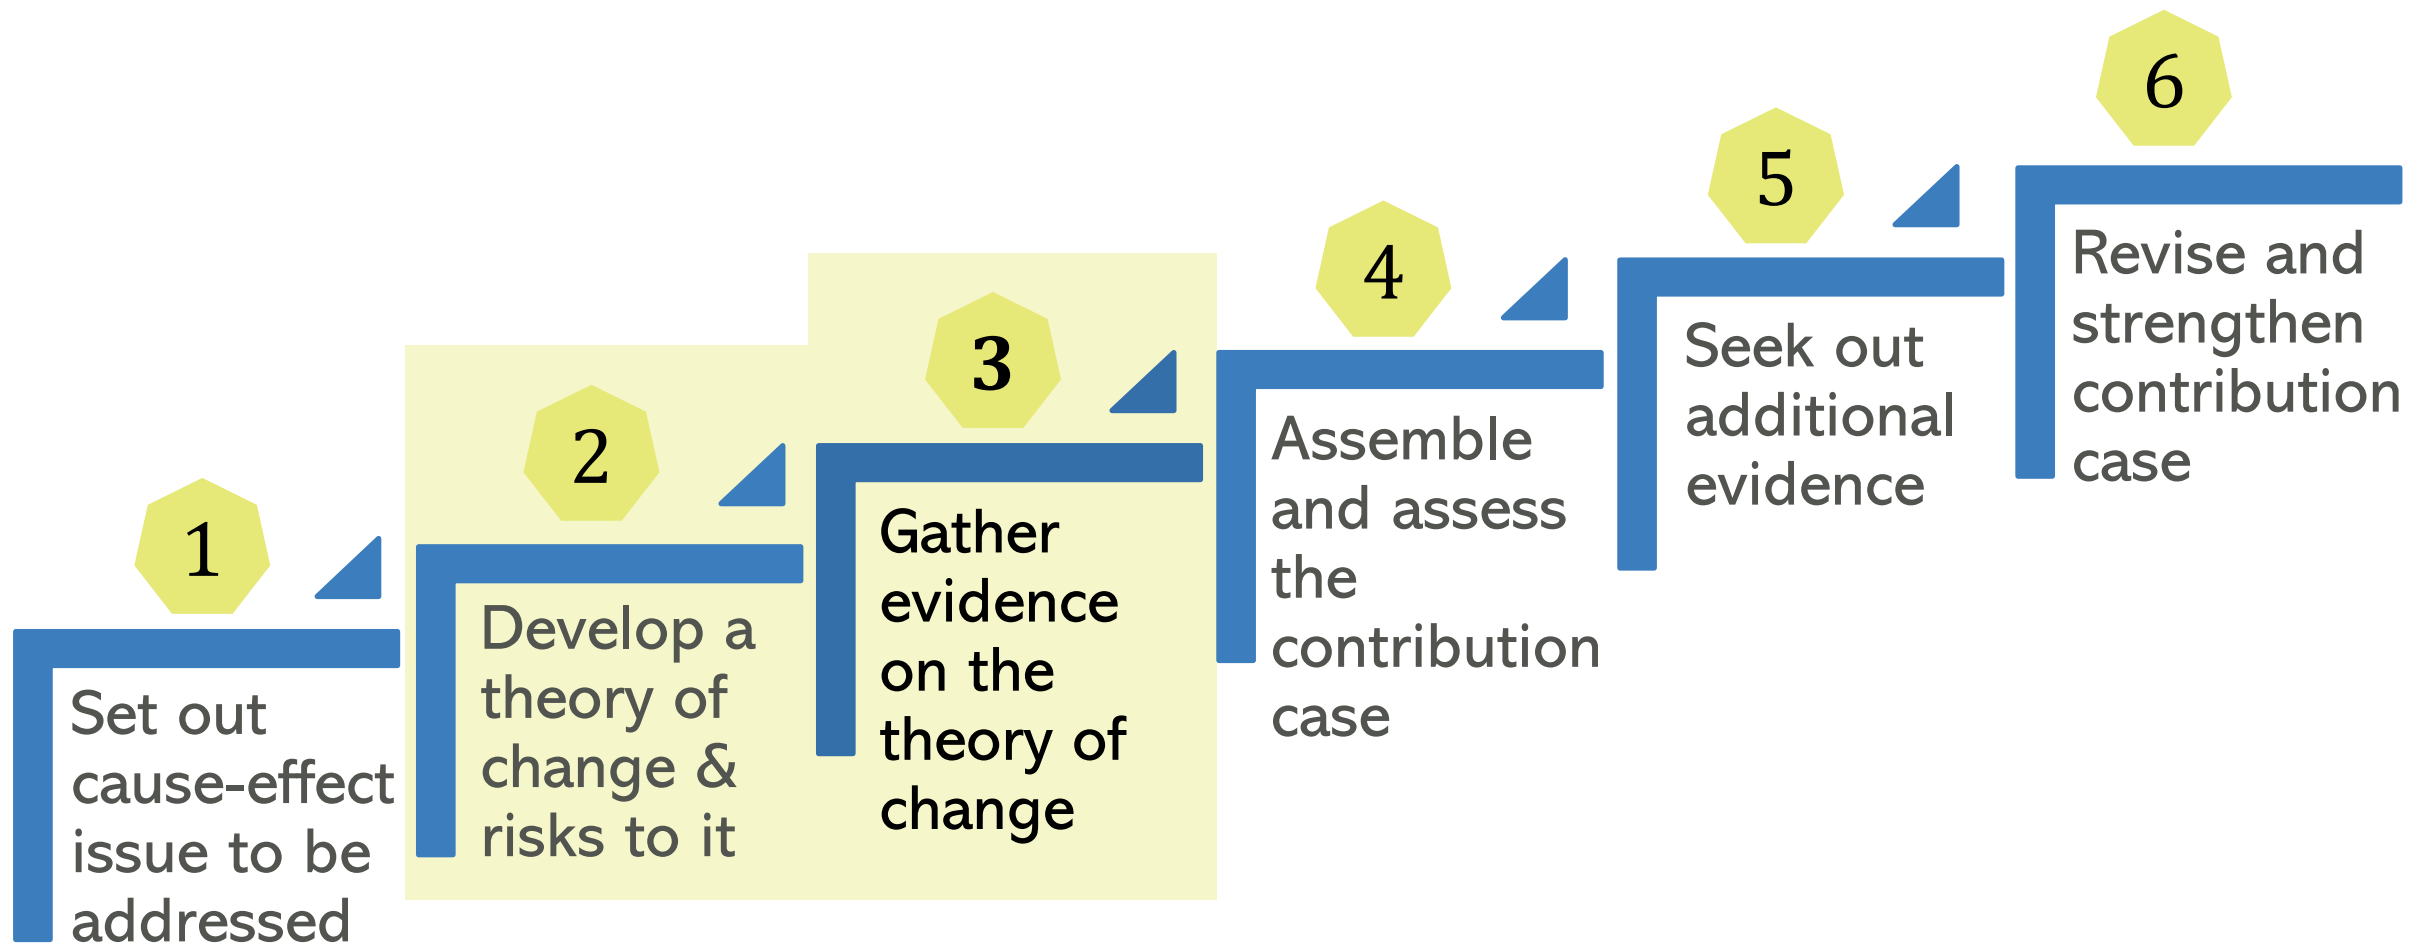 1
Set out
cause-effect
issue to be
addressed
2
Develop a
theory of
change &
risks to it
3
Gather
evidence
on the
theory of
change
4
Assemble
and assess
the
contribution
case
5
Seek out
additional
evidence
6
Revise and
strengthen
contribution
case